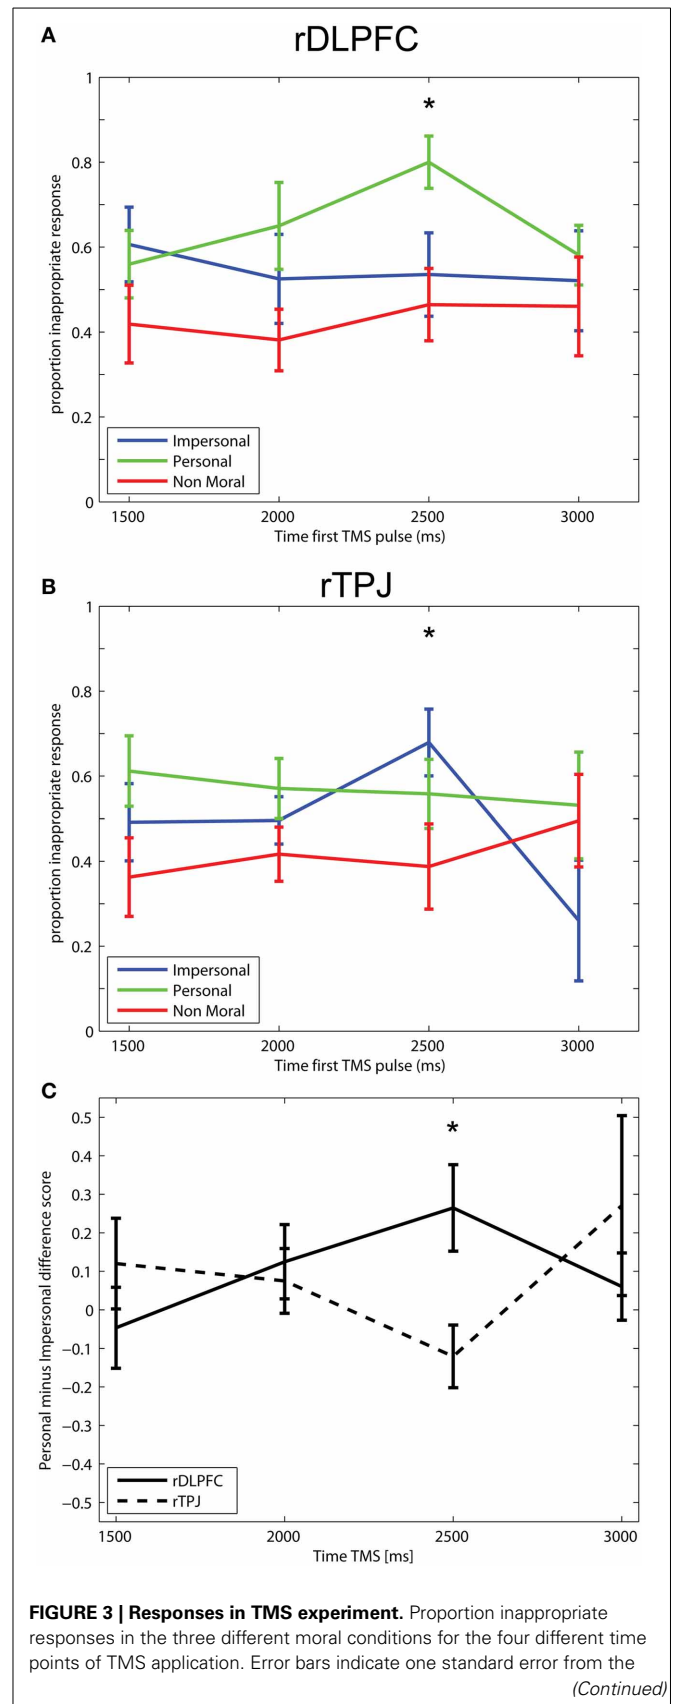 A
rDLPFC
*
1
0.8
0.6
0.4
0.2
0
proportion inappropriate response
Impersonal
Personal
Non Moral
1500 2000 2500 3000
Time first TMS pulse (ms)
B
rTPJ
*
1
0.8
0.6
0.4
0.2
0
proportion inappropriate response
Impersonal
Personal
Non Moral
1500 2000 2500 3000
Time first TMS pulse (ms)
C
*
0.5
0.4
0.3
0.2
0.1
0
−0.1
−0.2
−0.3
−0.4
−0.5
Personal minus Impersonal difference score
rDLPFC
rTPJ
1500 2000 2500 3000
Time TMS [ms]
FIGURE 3 | Responses in TMS experiment. Proportion inappropriate
responses in the three different moral conditions for the four different time
points of TMS application. Error bars indicate one standard error from the
(Continued)